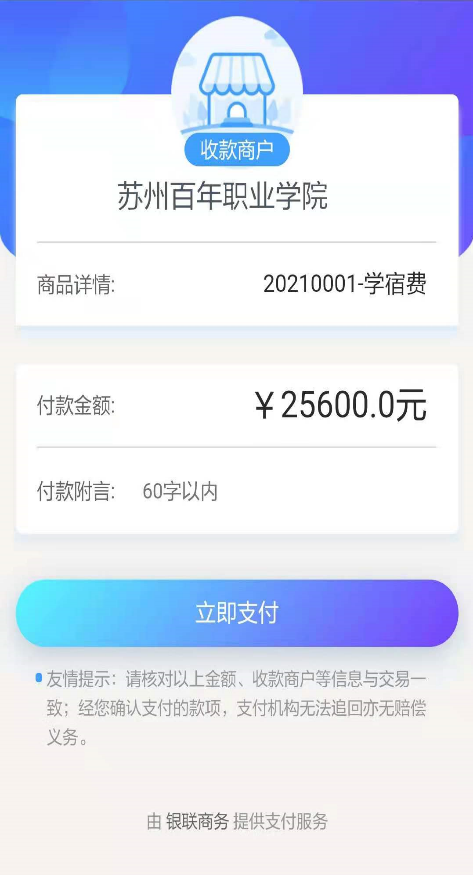 收款商户
苏州百年职业学院
商品详情: 20210001-学宿费
付款金额: ￥25600.0元
付款附言: 60字以内
立即支付
友情提示：请核对以上金额、收款商户等信息与交易一
致；经您确认支付的款项，支付机构无法追回亦无赔偿
义务。
由 银联商务 提供支付服务